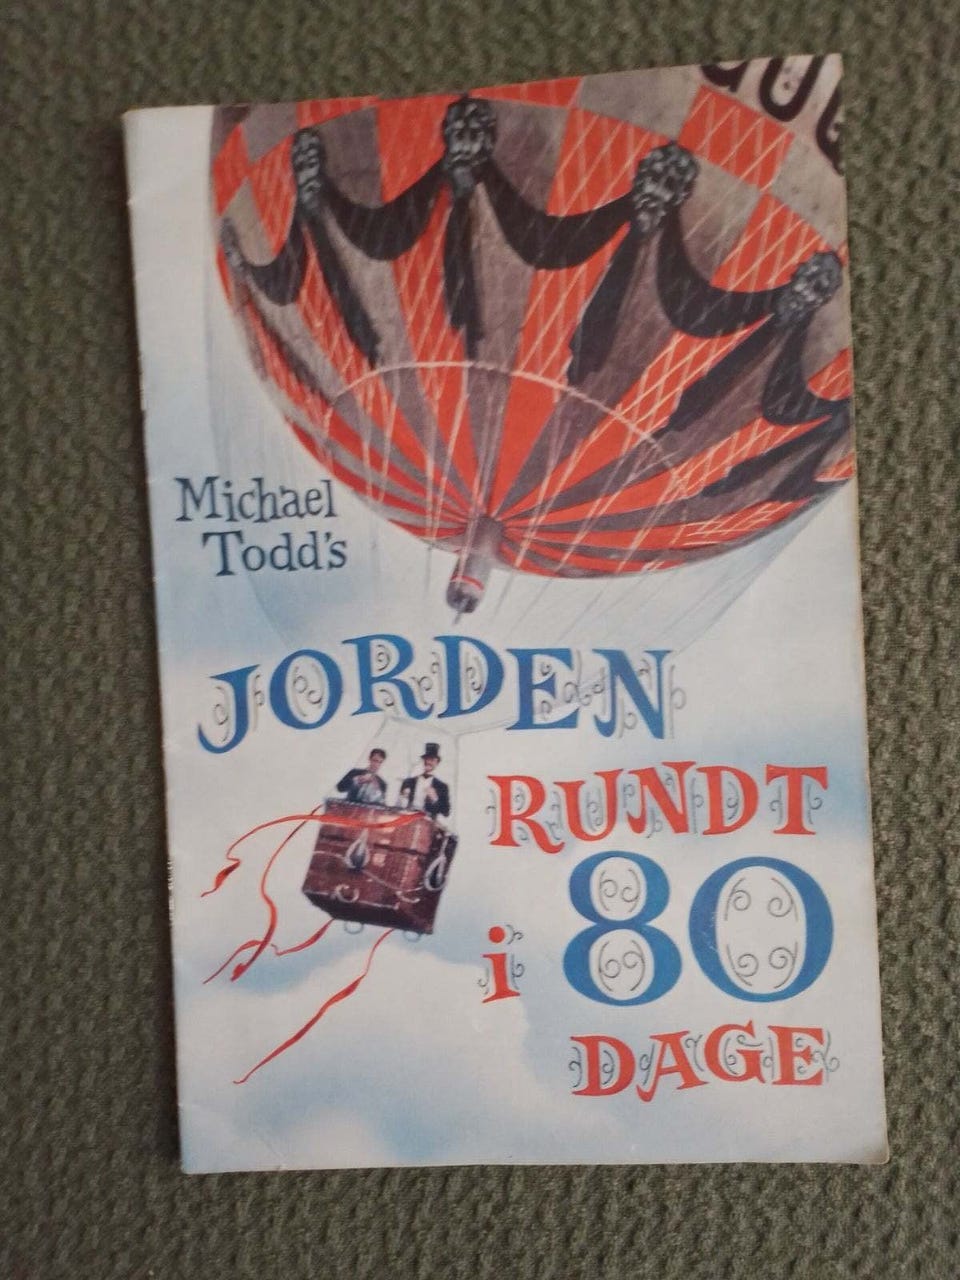 Michael
Todd's
JORDEN
RUNDT
i 80
DAGE